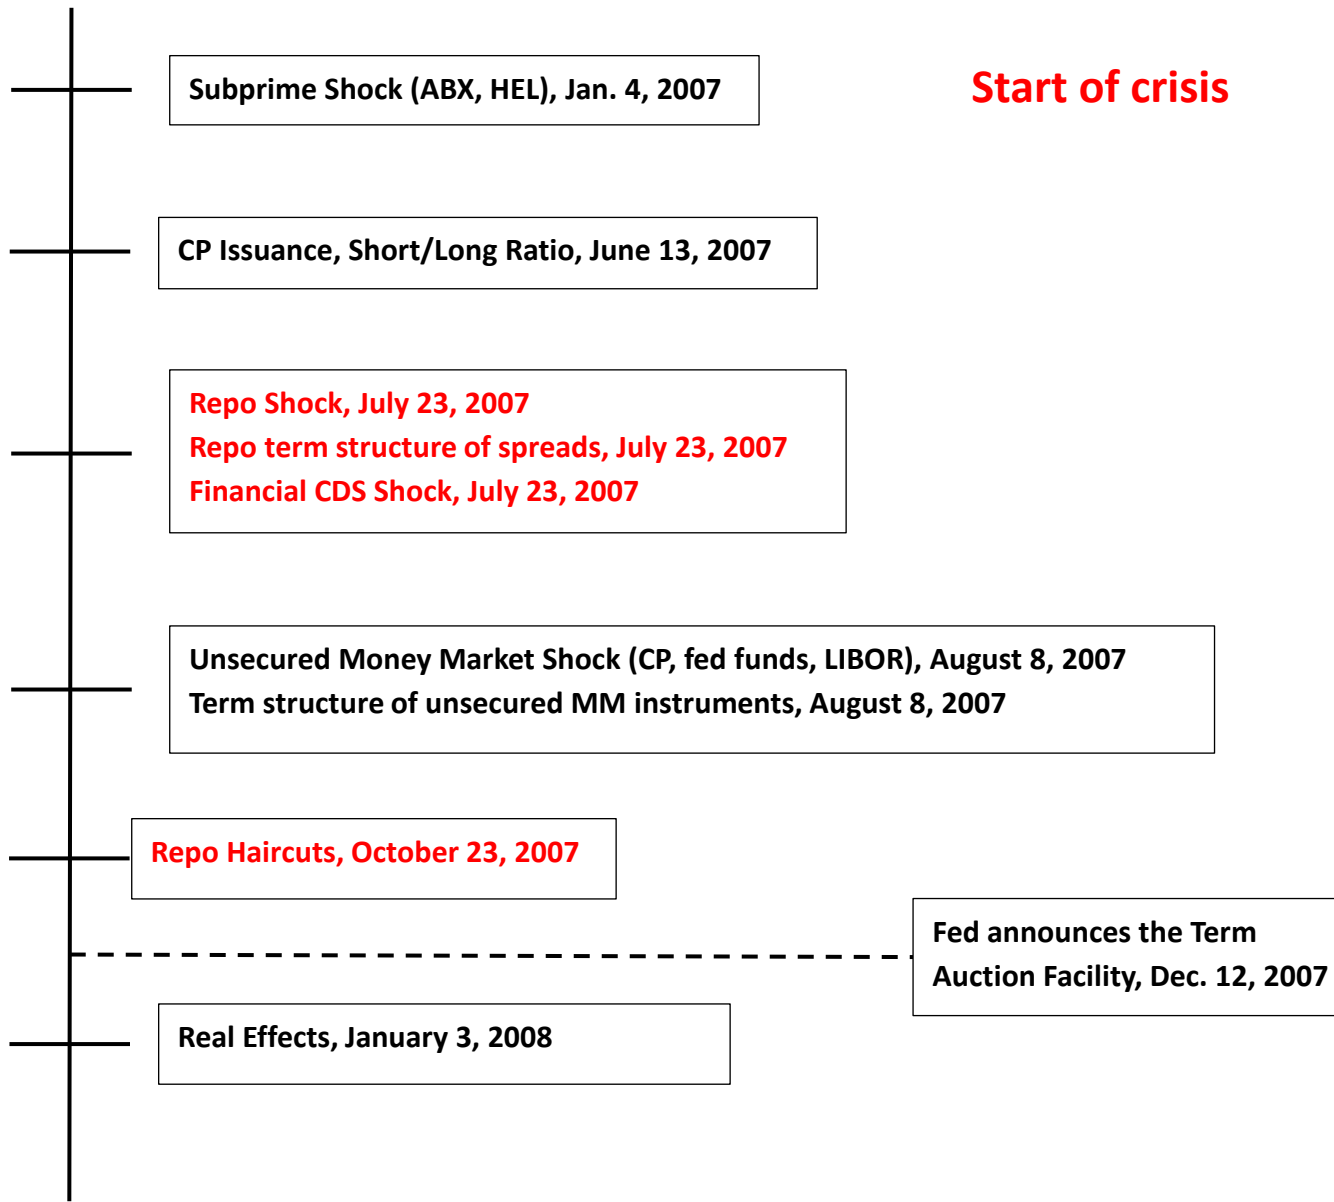 Subprime Shock (ABX, HEL), Jan. 4, 2007
Start of crisis
CP Issuance, Short/Long Ratio, June 13, 2007
Repo Shock, July 23, 2007
Repo term structure of spreads, July 23, 2007
Financial CDS Shock, July 23, 2007
Unsecured Money Market Shock (CP, fed funds, LIBOR), August 8, 2007
Term structure of unsecured MM instruments, August 8, 2007
Repo Haircuts, October 23, 2007
Fed announces the Term
Auction Facility, Dec. 12, 2007
Real Effects, January 3, 2008